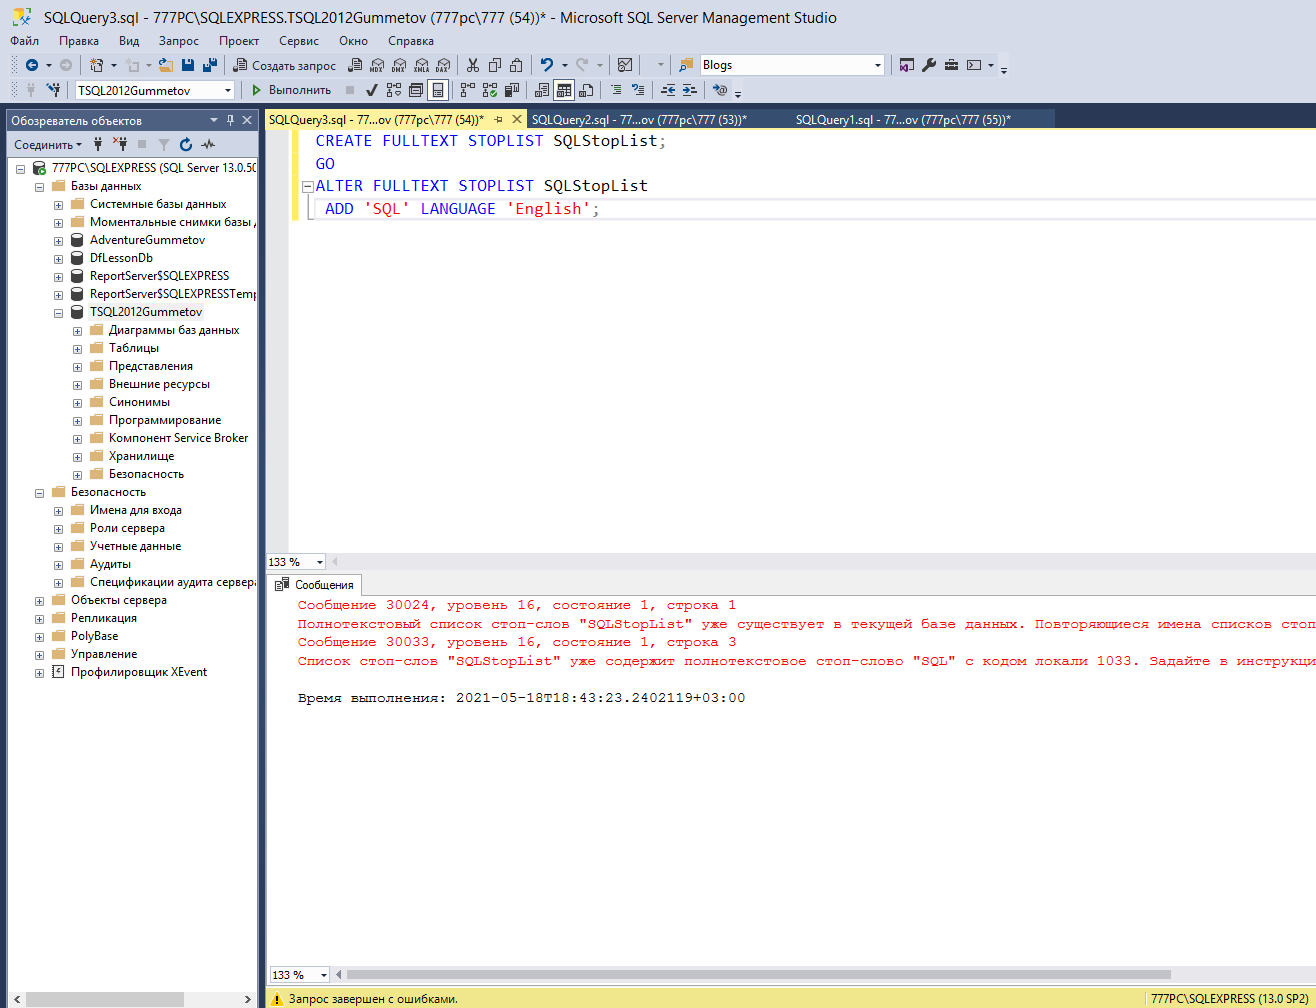 SQLQuery3.sql - 777PC\SQLEXPRESS.TSQL2012Gummetov (777pc\777 (54))* - Microsoft SQL Server Management Studio
Файл Правка Вид Запрос Проект Сервис Окно Справка
Создать запрос MDX DMX XMLA DAX Blogs
TSQL2012Gummetov Выполнить
Обозреватель объектов
Соединить
777PC\SQLEXPRESS (SQL Server 13.0.50
Базы данных
Системные базы данных
Моментальные снимки базы д
AdventureGummetov
DfLessonDb
ReportServer$SQLEXPRESS
ReportServer$SQLEXPRESSTemp
TSQL2012Gummetov
Диаграммы баз данных
Таблицы
Представления
Внешние ресурсы
Синонимы
Программирование
Компонент Service Broker
Хранилище
Безопасность
Безопасность
Имена для входа
Роли сервера
Учетные данные
Аудиты
Спецификации аудита сервера
Объекты сервера
Репликация
PolyBase
Управление
Профилировщик XEvent
SQLQuery3.sql - 77...ov (777pc\777 (54))* SQLQuery2.sql - 77...ov (777pc\777 (53))* SQLQuery1.sql - 77...ov (777pc\777 (55))*
CREATE FULLTEXT STOPLIST SQLStopList;
GO
ALTER FULLTEXT STOPLIST SQLStopList
ADD 'SQL' LANGUAGE 'English';
133 %
Сообщения
Сообщение 30024, уровень 16, состояние 1, строка 1
Полнотекстовый список стоп-слов "SQLStopList" уже существует в текущей базе данных. Повторяющиеся имена списков стоп
Сообщение 30033, уровень 16, состояние 1, строка 3
Список стоп-слов "SQLStopList" уже содержит полнотекстовое стоп-слово "SQL" с кодом локали 1033. Задайте в инструкци
Время выполнения: 2021-05-18T18:43:23.2402119+03:00
133 %
Запрос завершен с ошибками. 777PC\SQLEXPRESS (13.0 SP2)